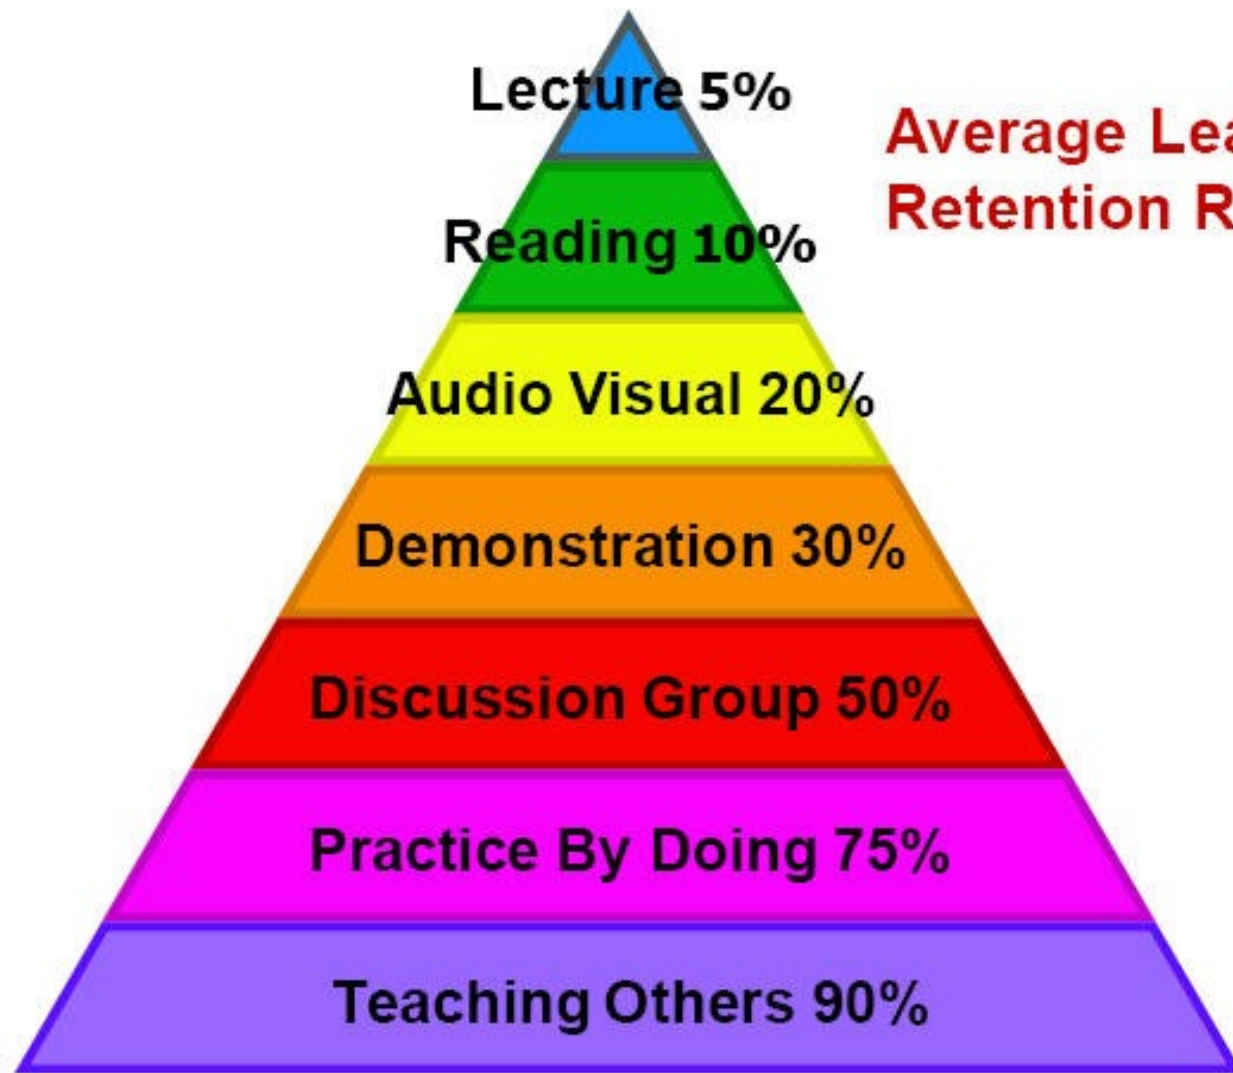 Lecture 5%
Average
Retention
Reading 10%
Audio Visual 20%
Demonstration 30%
Discussion Group 50%
Practice By Doing 75%
Teaching Others 90%